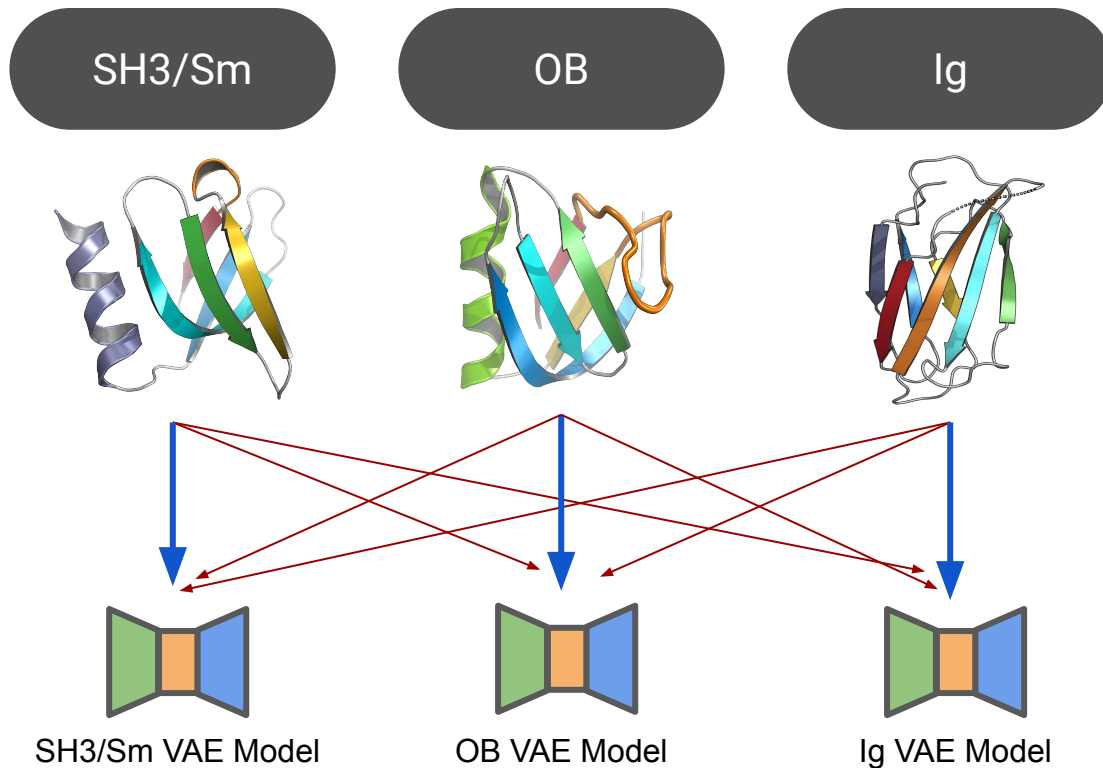 SH3/Sm
OB
Ig
SH3/Sm VAE Model
OB VAE Model
Ig VAE Model